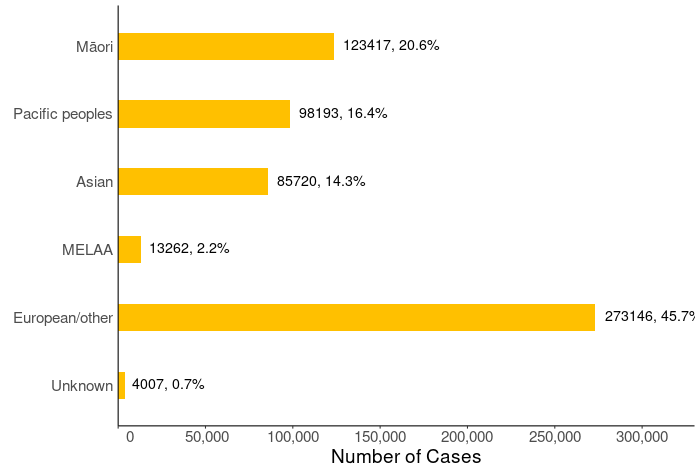 Māori 123417, 20.6%
Pacific peoples 98193, 16.4%
Asian 85720, 14.3%
MELAA 13262, 2.2%
European/other 273146, 45.7%
Unknown 4007, 0.7%
0 50,000 100,000 150,000 200,000 250,000 300,000
Number of Cases